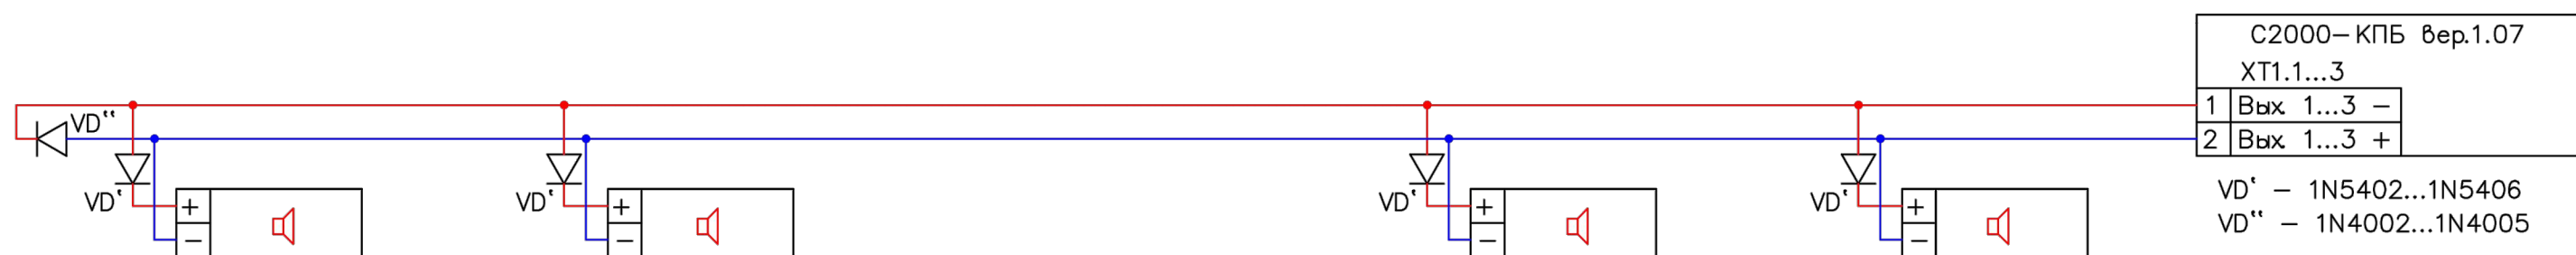 С2000–КПБ вер.1.07
XT1.1...3
1 Вых. 1...3 –
2 Вых. 1...3 +
VD‘‘
VD‘ + –
VD‘ + –
VD‘ + –
VD‘ + –
VD‘ – 1N5402...1N5406
VD‘‘ – 1N4002...1N4005